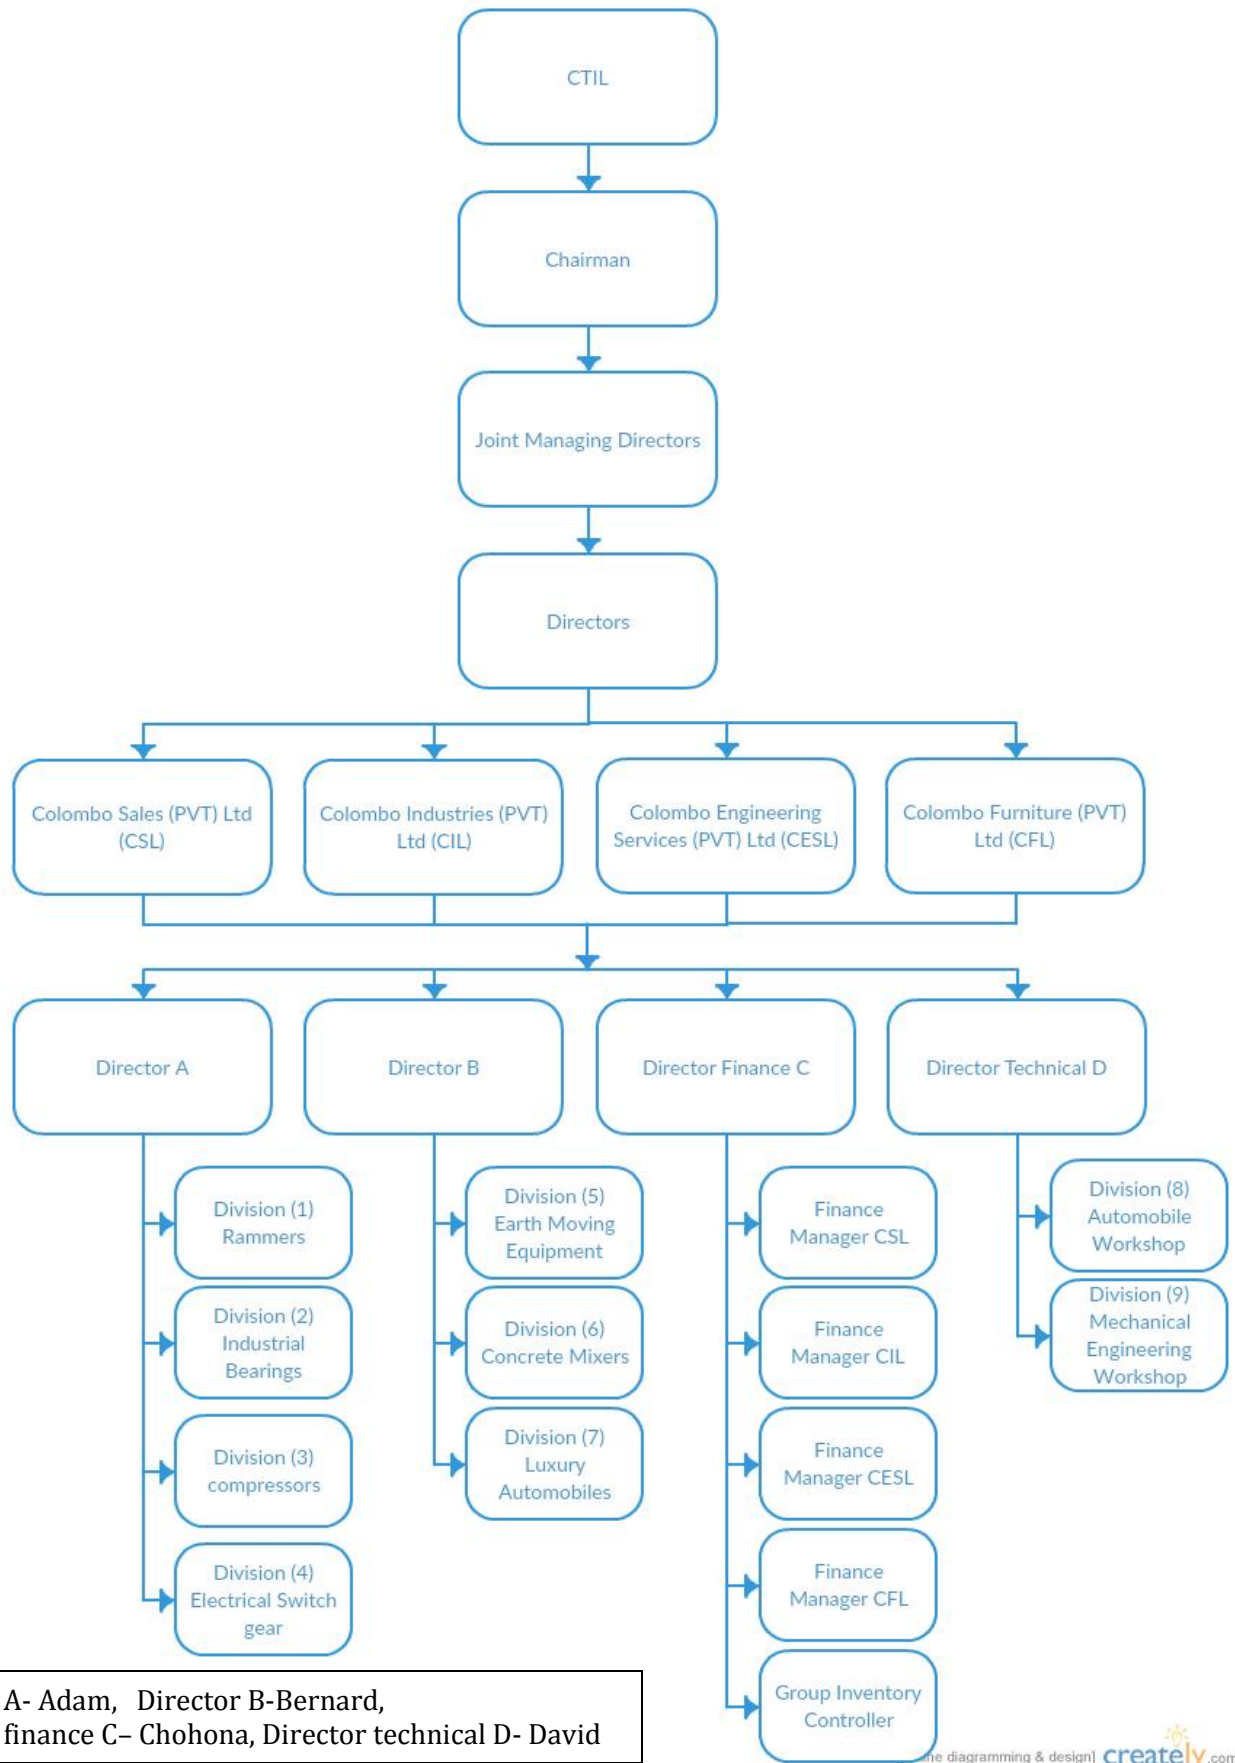 CTIL
Chairman
Joint Managing Directors
Directors
Colombo Sales (PVT) Ltd
(CSL)
Colombo Industries (PVT)
Ltd (CIL)
Colombo Engineering
Services (PVT) Ltd (CESL)
Colombo Furniture (PVT)
Ltd (CFL)
Director A
Director B
Director Finance C
Director Technical D
Division (1)
Rammers
Division (2)
Industrial
Bearings
Division (3)
compressors
Division (4)
Electrical Switch
gear
Division (5)
Earth Moving
Equipment
Division (6)
Concrete Mixers
Division (7)
Luxury
Automobiles
Finance
Manager CSL
Finance
Manager CIL
Finance
Manager CESL
Finance
Manager CFL
Group Inventory
Controller
Division (8)
Automobile
Workshop
Division (9)
Mechanical
Engineering
Workshop
A- Adam, Director B-Bernard,
finance C– Chohona, Director technical D- David
diagramming & design] creately.com